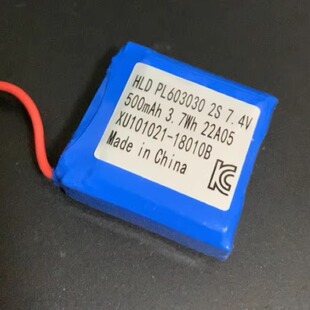 HLD PL603030 2S 7.4V
500mAh 3.7Wh 22A05
XU101021-18010B
Made in China